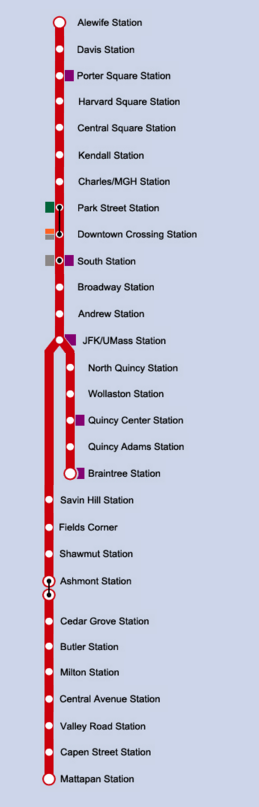 Alewife Station
Davis Station
Porter Square Station
Harvard Square Station
Central Square Station
Kendall Station
Charles/MGH Station
Park Street Station
Downtown Crossing Station
South Station
Broadway Station
Andrew Station
JFK/UMass Station
North Quincy Station
Wollaston Station
Quincy Center Station
Quincy Adams Station
Braintree Station
Savin Hill Station
Fields Corner
Shawmut Station
Ashmont Station
Cedar Grove Station
Butler Station
Milton Station
Central Avenue Station
Valley Road Station
Capen Street Station
Mattapan Station